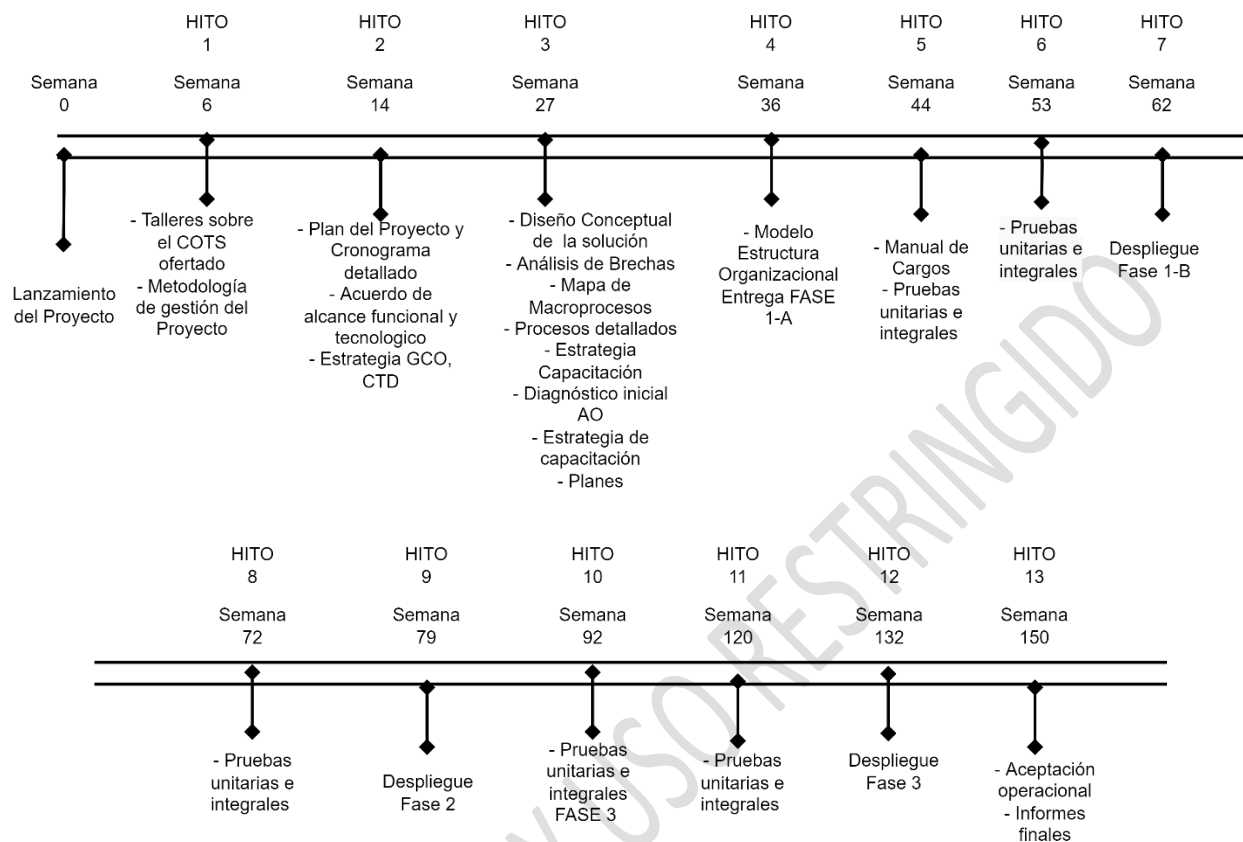 HITO
1
HITO
2
HITO
3
HITO
4
HITO
5
HITO
6
HITO
7
Semana
0
Semana
6
Semana
14
Semana
27
Semana
36
Semana
44
Semana
53
Semana
62
Lanzamiento
del Proyecto
- Talleres sobre
el COTS
ofertado
- Metodología
de gestión del
Proyecto
- Plan del Proyecto y
Cronograma
detallado
- Acuerdo de
alcance funcional y
tecnologico
- Estrategia GCO,
CTD
- Diseño Conceptual
de la solución
- Análisis de Brechas
- Mapa de
Macroprocesos
- Procesos detallados
- Estrategia
Capacitación
- Diagnóstico inicial
AO
- Estrategia de
capacitación
- Planes
- Modelo
Estructura
Organizacional
Entrega FASE
1-A
- Manual de
Cargos
- Pruebas
unitarias e
integrales
- Pruebas
unitarias e
integrales
Despliegue
Fase 1-B
HITO
8
HITO
9
HITO
10
HITO
11
HITO
12
HITO
13
Semana
72
Semana
79
Semana
92
Semana
120
Semana
132
Semana
150
- Pruebas
unitarias e
integrales
Despliegue
Fase 2
- Pruebas
unitarias e
integrales
FASE 3
- Pruebas
unitarias e
integrales
Despliegue
Fase 3
- Aceptación
operacional
- Informes
finales
Y USO RESTRINGIDO